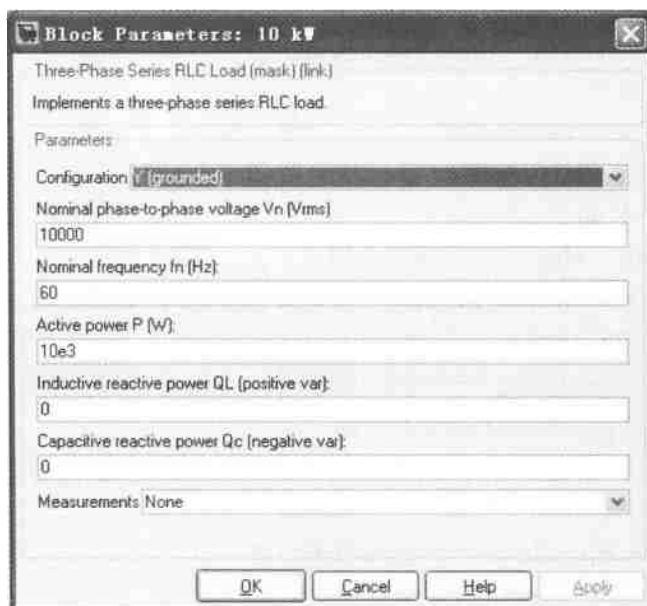 Block Parameters: 10 kW
Three-Phase Series RLC Load (mask) (link)
Implements a three-phase series RLC load.
Parameters
Configuration Y (grounded)
Nominal phase-to-phase voltage Vn (Vrms)
10000
Nominal frequency fn (Hz):
60
Active power P (W):
10e3
Inductive reactive power QL (positive var):
0
Capacitive reactive power Qc (negative var):
0
Measurements None
OK Cancel Help Apply